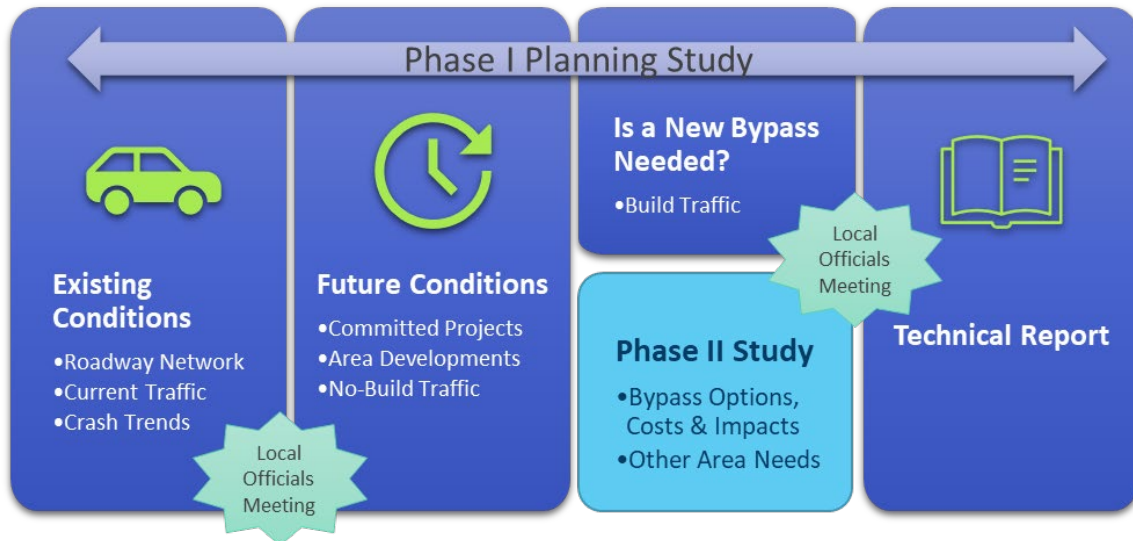 Phase I Planning Study
Existing
Conditions
•Roadway Network
•Current Traffic
•Crash Trends
Local
Officials
Meeting
Future Conditions
•Committed Projects
•Area Developments
•No-Build Traffic
Is a New Bypass
Needed?
•Build Traffic
Local
Officials
Meeting
Phase II Study
•Bypass Options,
Costs & Impacts
•Other Area Needs
Technical Report